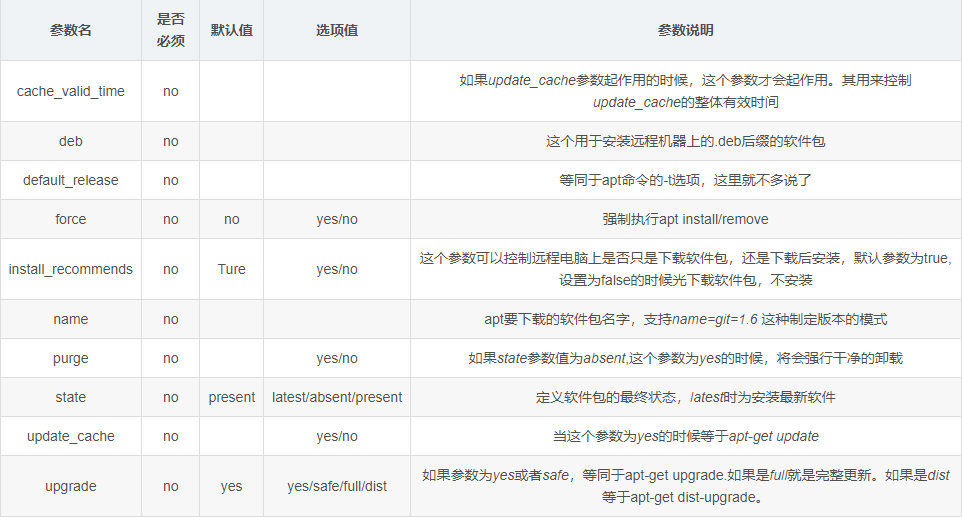 参数名 是否必须 默认值 选项值 参数说明
cache_valid_time no 如果update_cache参数起作用的时候，这个参数才会起作用。其用来控制
update_cache的整体有效时间
deb no 这个用于安装远程机器上的.deb后缀的软件包
default_release no 等同于apt命令的-t选项，这里就不多说了
force no no yes/no 强制执行apt install/remove
install_recommends no Ture yes/no 这个参数可以控制远程电脑上是否只是下载软件包，还是下载后安装，默认参数为true,
设置为false的时候光下载软件包，不安装
name no apt要下载的软件包名字，支持name=git=1.6 这种制定版本的模式
purge no yes/no 如果state参数值为absent,这个参数为yes的时候，将会强行干净的卸载
state no present latest/absent/present 定义软件包的最终状态，latest时为安装最新软件
update_cache no yes/no 当这个参数为yes的时候等于apt-get update
upgrade no yes yes/safe/full/dist 如果参数为yes或者safe，等同于apt-get upgrade.如果是full就是完整更新。如果是dist
等于apt-get dist-upgrade。